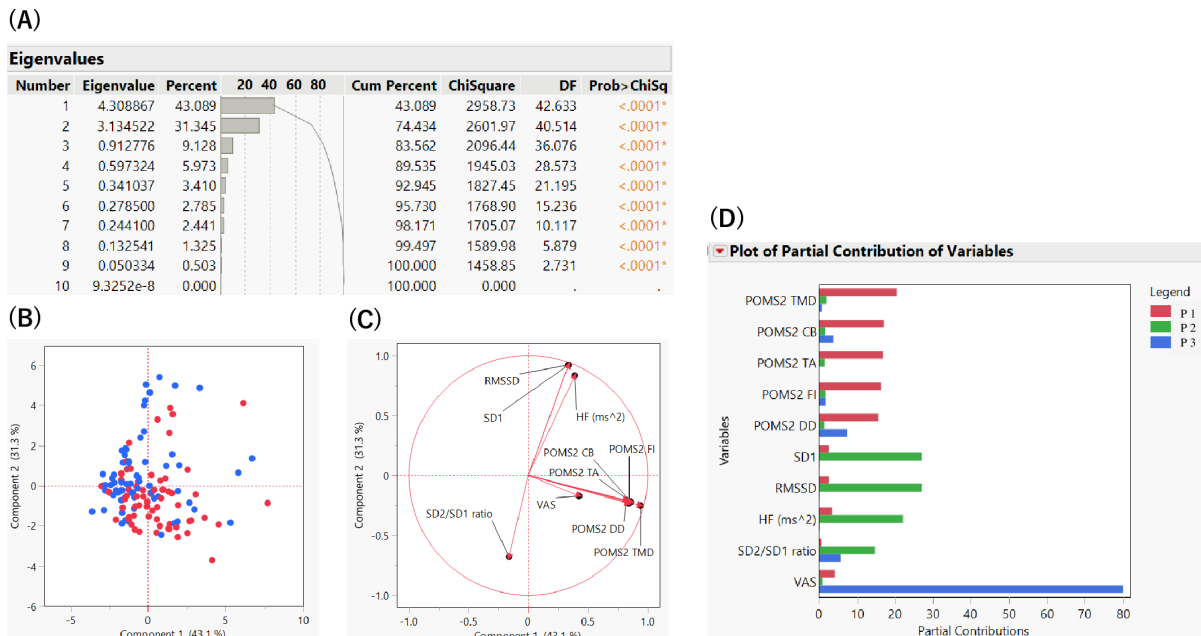 (A)
Eigenvalues
Number Eigenvalue Percent 20 40 60 80 Cum Percent ChiSquare DF Prob>ChiSq
1 4.308867 43.089 43.089 2958.73 42.633 <.0001*
2 3.134522 31.345 74.434 2601.97 40.514 <.0001*
3 0.912776 9.128 83.562 2096.44 36.076 <.0001*
4 0.597324 5.973 89.535 1945.03 28.573 <.0001*
5 0.341037 3.410 92.945 1827.45 21.195 <.0001*
6 0.278500 2.785 95.730 1768.90 15.236 <.0001*
7 0.244100 2.441 98.171 1705.07 10.117 <.0001*
8 0.132541 1.325 99.497 1589.98 5.879 <.0001*
9 0.050334 0.503 100.000 1458.85 2.731 <.0001*
10 9.3252e-8 0.000 100.000 0.000 . .
(B)
Component 2 (31.3 %)
6
4
2
0
-2
-4
-6
-5 0 5 10
Component 1 (43.1 %)
(C)
Component 2 (31.3 %)
1.0
0.5
0
-0.5
-1.0
RMSSD
SD1
HF (ms^2)
POMS2 FI
POMS2 CB
POMS2 TA
VAS
SD2/SD1 ratio
POMS2 DD
POMS2 TMD
-1.0 -0.5 0 0.5 1.0
Component 1 (43.1 %)
(D)
Plot of Partial Contribution of Variables
Variables
POMS2 TMD
POMS2 CB
POMS2 TA
POMS2 FI
POMS2 DD
SD1
RMSSD
HF (ms^2)
SD2/SD1 ratio
VAS
0 10 20 30 40 50 60 70 80
Partial Contributions
Legend
P 1
P 2
P 3